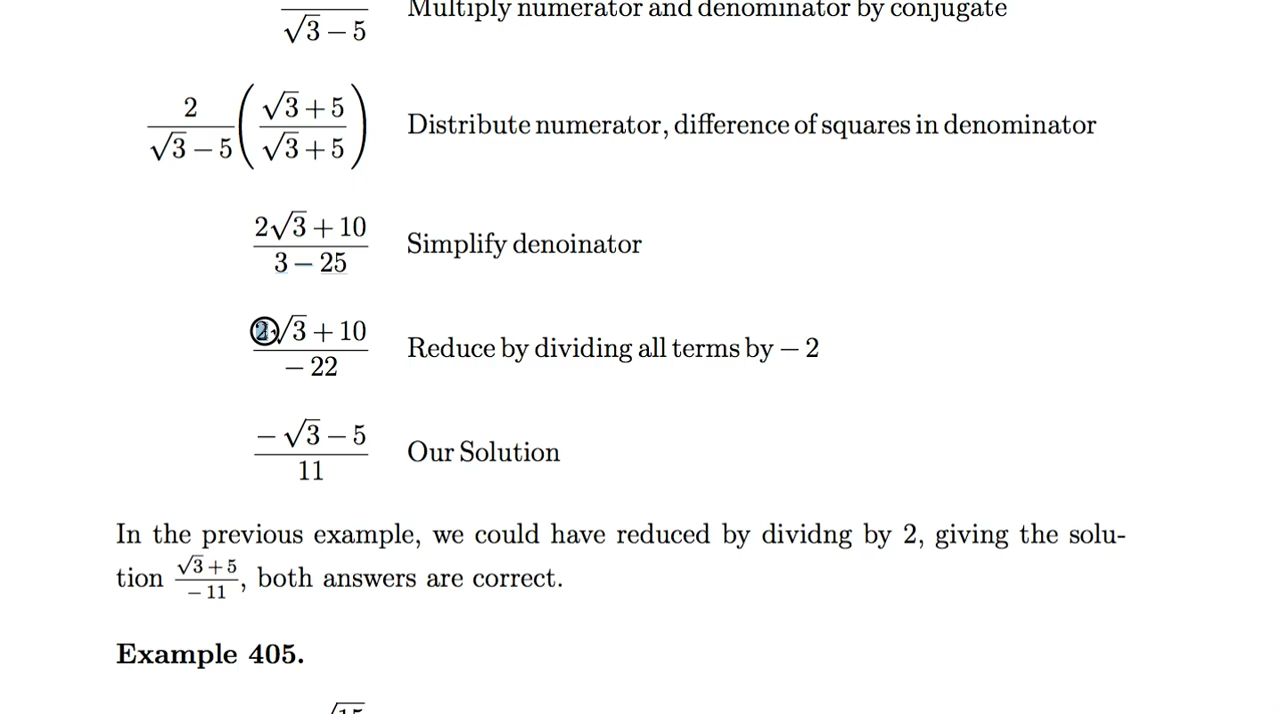 √3 − 5 Multiply numerator and denominator by conjugate
2/(√3 − 5) ((√3 + 5)/(√3 + 5)) Distribute numerator, difference of squares in denominator
(2√3 + 10)/(3 − 25) Simplify denoinator
(2√3 + 10)/(− 22) Reduce by dividing all terms by − 2
(− √3 − 5)/11 Our Solution
In the previous example, we could have reduced by dividng by 2, giving the solu-
tion (√3 + 5)/(− 11), both answers are correct.
Example 405.
√15